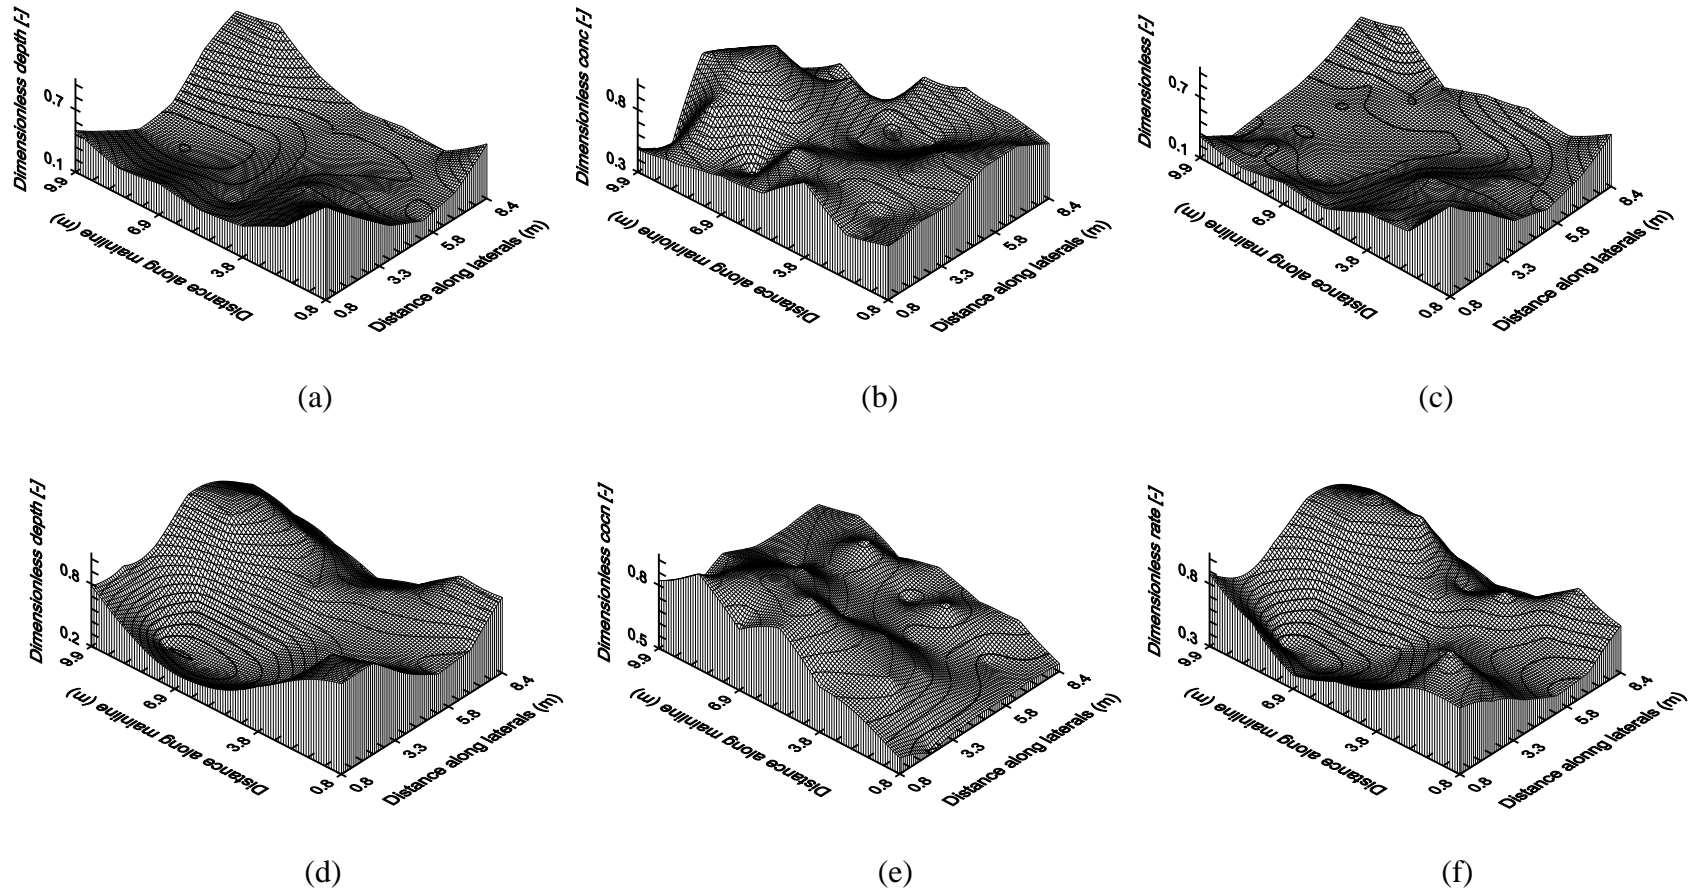 Dimensionless depth [-]
0.7
0.1
9.9
6.9
3.8
0.8
Distance along mainline (m)
0.8
3.3
5.8
8.4
Distance along laterals (m)
(a)
Dimensionless conc [-]
0.8
0.3
9.9
6.9
3.8
0.8
Distance along mainloine (m)
0.8
3.3
5.8
8.4
Distance along laterals (m)
(b)
Dimensionless [-]
0.7
0.1
9.9
6.9
3.8
0.8
Distance along mainline (m)
0.8
3.3
5.8
8.4
Distance along laterals (m)
(c)
Dimensionless depth [-]
0.8
0.2
9.9
6.9
3.8
0.8
Distance along mainline (m)
0.8
3.3
5.8
8.4
Distance along laterals (m)
(d)
Dimensionless cocn [-]
0.8
0.5
9.9
6.9
3.8
0.8
Distance along mainline (m)
0.8
3.3
5.8
8.4
Distance along laterals (m)
(e)
Dimensionless rate [-]
0.8
0.3
9.9
6.9
3.8
0.8
Distance along mainline (m)
0.8
3.3
5.8
8.4
Distance alonng laterals (m)
(f)